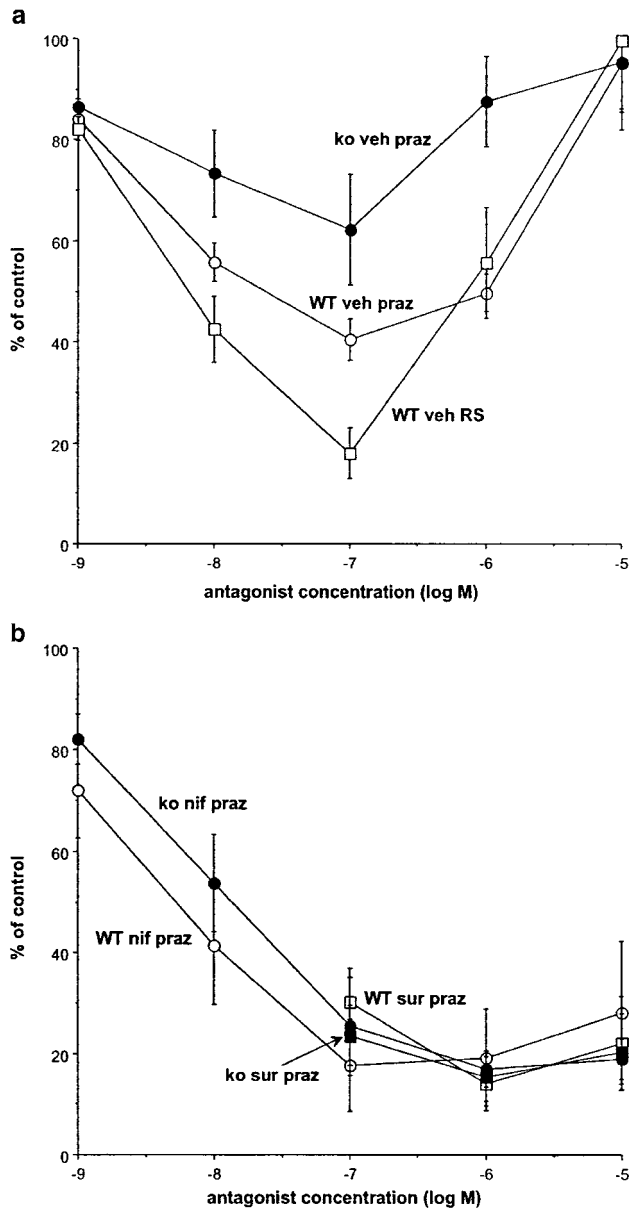 a
100
80
60
40
20
0
% of control
ko veh praz
WT veh praz
WT veh RS
-9
-8
-7
-6
-5
antagonist concentration (log M)
b
100
80
60
40
20
0
% of control
ko nif praz
WT nif praz
WT sur praz
ko sur praz
-9
-8
-7
-6
-5
antagonist concentration (log M)